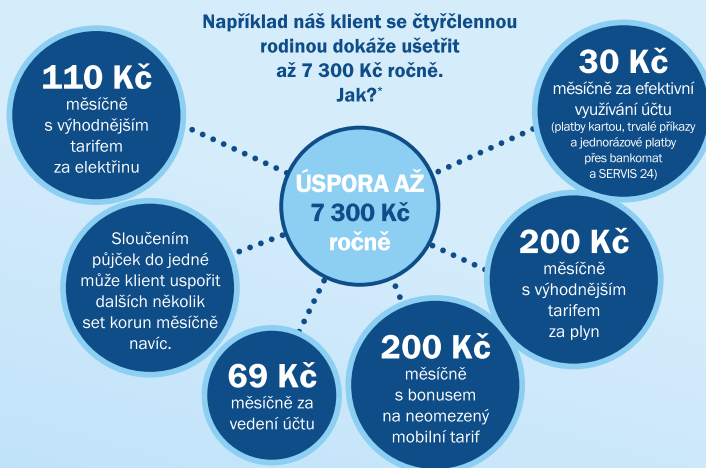 Například náš klient se čtyřčlennou
rodinou dokáže ušetřit
až 7 300 Kč ročně.
Jak?*
110 Kč
měsíčně
s výhodnějším
tarifem
za elektřinu
30 Kč
měsíčně za efektivní
využívání účtu
(platby kartou, trvalé příkazy
a jednorázové platby
přes bankomat
a SERVIS 24)
ÚSPORA AŽ
7 300 Kč
ročně
Sloučením
půjček do jedné
může klient uspořit
dalších několik
set korun měsíčně
navíc.
200 Kč
měsíčně
s výhodnějším
tarifem
za plyn
69 Kč
měsíčně za
vedení účtu
200 Kč
měsíčně
s bonusem
na neomezený
mobilní tarif